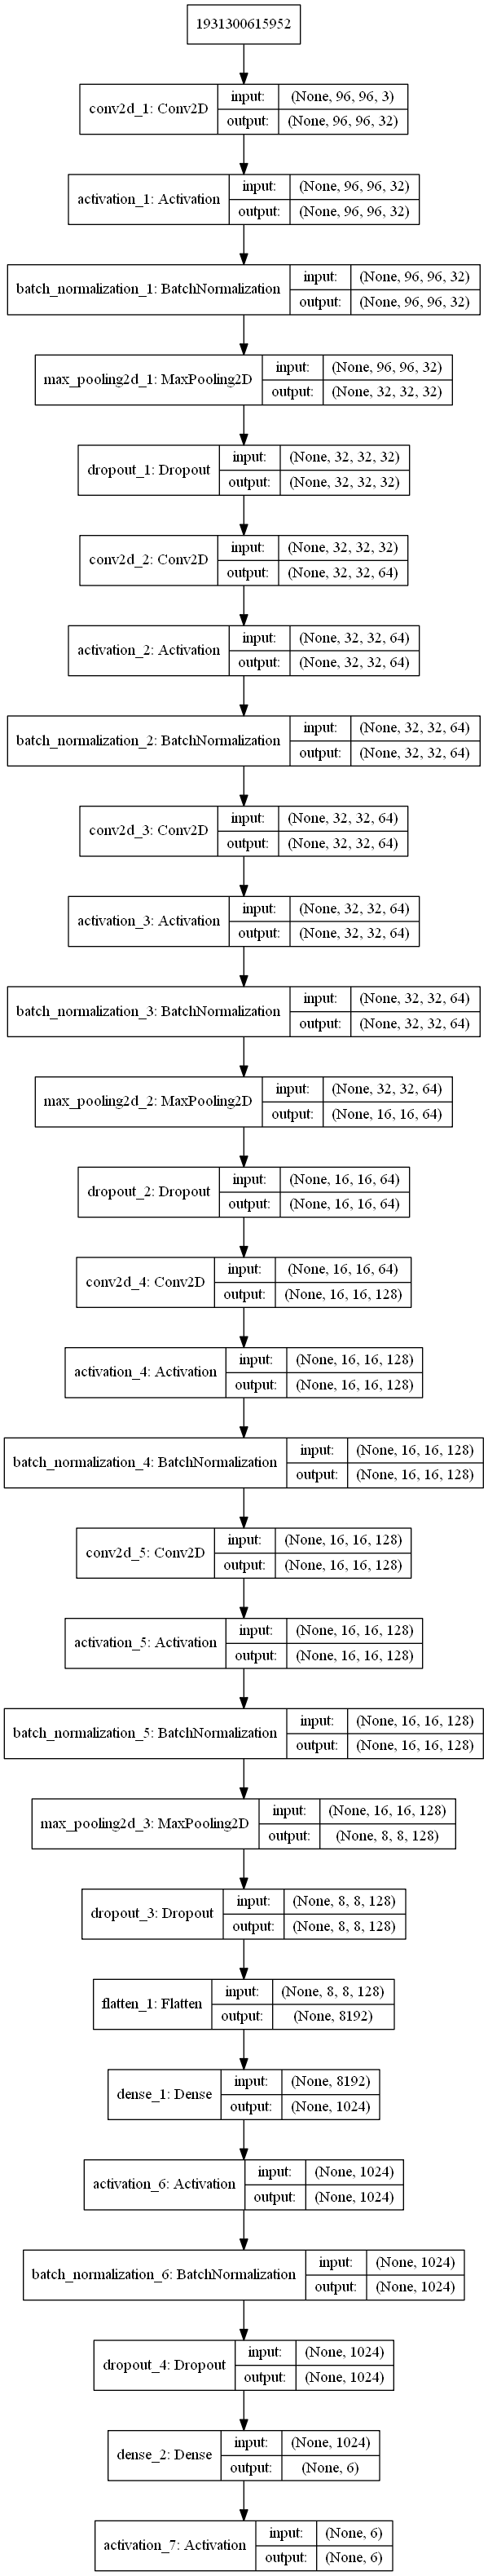 1931300615952
conv2d_1: Conv2D input: (None, 96, 96, 3)
output: (None, 96, 96, 32)
activation_1: Activation input: (None, 96, 96, 32)
output: (None, 96, 96, 32)
batch_normalization_1: BatchNormalization input: (None, 96, 96, 32)
output: (None, 96, 96, 32)
max_pooling2d_1: MaxPooling2D input: (None, 96, 96, 32)
output: (None, 32, 32, 32)
dropout_1: Dropout input: (None, 32, 32, 32)
output: (None, 32, 32, 32)
conv2d_2: Conv2D input: (None, 32, 32, 32)
output: (None, 32, 32, 64)
activation_2: Activation input: (None, 32, 32, 64)
output: (None, 32, 32, 64)
batch_normalization_2: BatchNormalization input: (None, 32, 32, 64)
output: (None, 32, 32, 64)
conv2d_3: Conv2D input: (None, 32, 32, 64)
output: (None, 32, 32, 64)
activation_3: Activation input: (None, 32, 32, 64)
output: (None, 32, 32, 64)
batch_normalization_3: BatchNormalization input: (None, 32, 32, 64)
output: (None, 32, 32, 64)
max_pooling2d_2: MaxPooling2D input: (None, 32, 32, 64)
output: (None, 16, 16, 64)
dropout_2: Dropout input: (None, 16, 16, 64)
output: (None, 16, 16, 64)
conv2d_4: Conv2D input: (None, 16, 16, 64)
output: (None, 16, 16, 128)
activation_4: Activation input: (None, 16, 16, 128)
output: (None, 16, 16, 128)
batch_normalization_4: BatchNormalization input: (None, 16, 16, 128)
output: (None, 16, 16, 128)
conv2d_5: Conv2D input: (None, 16, 16, 128)
output: (None, 16, 16, 128)
activation_5: Activation input: (None, 16, 16, 128)
output: (None, 16, 16, 128)
batch_normalization_5: BatchNormalization input: (None, 16, 16, 128)
output: (None, 16, 16, 128)
max_pooling2d_3: MaxPooling2D input: (None, 16, 16, 128)
output: (None, 8, 8, 128)
dropout_3: Dropout input: (None, 8, 8, 128)
output: (None, 8, 8, 128)
flatten_1: Flatten input: (None, 8, 8, 128)
output: (None, 8192)
dense_1: Dense input: (None, 8192)
output: (None, 1024)
activation_6: Activation input: (None, 1024)
output: (None, 1024)
batch_normalization_6: BatchNormalization input: (None, 1024)
output: (None, 1024)
dropout_4: Dropout input: (None, 1024)
output: (None, 1024)
dense_2: Dense input: (None, 1024)
output: (None, 6)
activation_7: Activation input: (None, 6)
output: (None, 6)